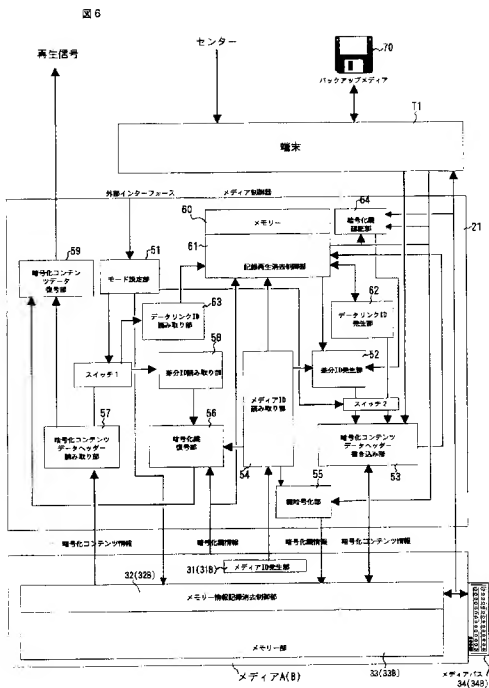 図6
再生信号
センター
70
バックアップメディア
T1
端末
外部インターフェース
メディア制御器
60
メモリー
64
暗号化鍵
認証部
21
59
暗号化コンテン
ツデータ
復号部
51
モード設定部
61
記録再生消去制御部
63
データリンクID
読み取り部
62
データリンクID
発生部
58
差分ID読み取り部
52
差分ID発生部
スイッチ1
スイッチ2
メディアID
読み取り部
54
57
暗号化コンテンツ
データヘッダー
読み取り部
56
暗号化鍵
復号部
暗号化コンテンツ
データヘッダー
書き込み部
53
55
鍵暗号化部
暗号化コンテンツ情報
暗号化鍵情報
暗号化鍵情報
暗号化コンテンツ情報
31(31B)
メディアID発生部
32(32B)
メモリー情報記録消去制御部
メモリー部
33(33B)
メディアバス
34(34B)
メディアA(B)